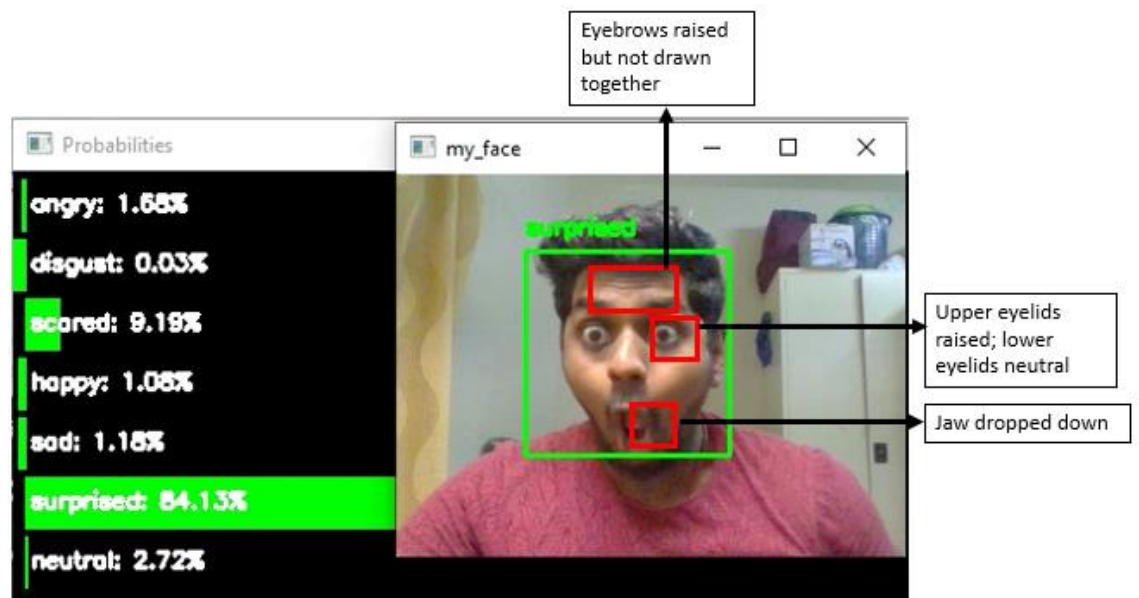 Eyebrows raised
but not drawn
together
Probabilities
angry: 1.68%
disgust: 0.03%
scared: 9.19%
happy: 1.08%
sad: 1.18%
surprised: 84.13%
neutral: 2.72%
my_face
surprised
Upper eyelids
raised; lower
eyelids neutral
Jaw dropped down